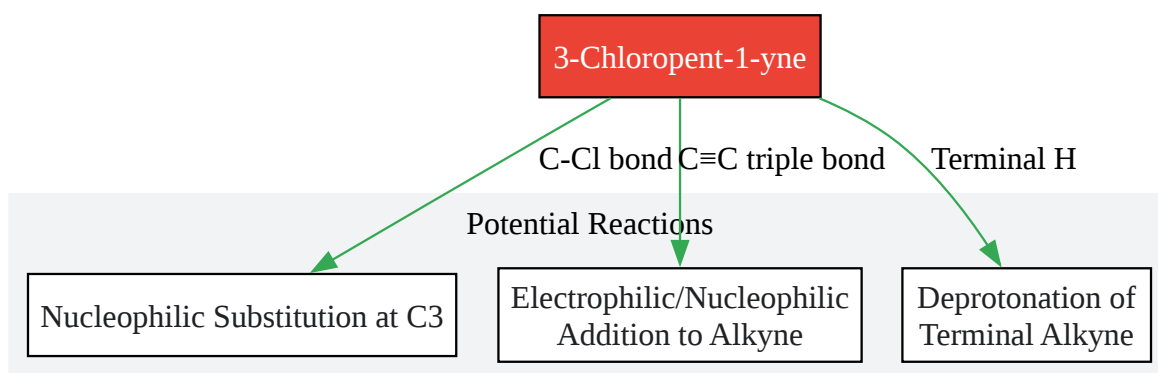 3-Chloropent-1-yne
C-Cl bond
C≡C triple bond
Terminal H
Potential Reactions
Nucleophilic Substitution at C3
Electrophilic/Nucleophilic
Addition to Alkyne
Deprotonation of
Terminal Alkyne